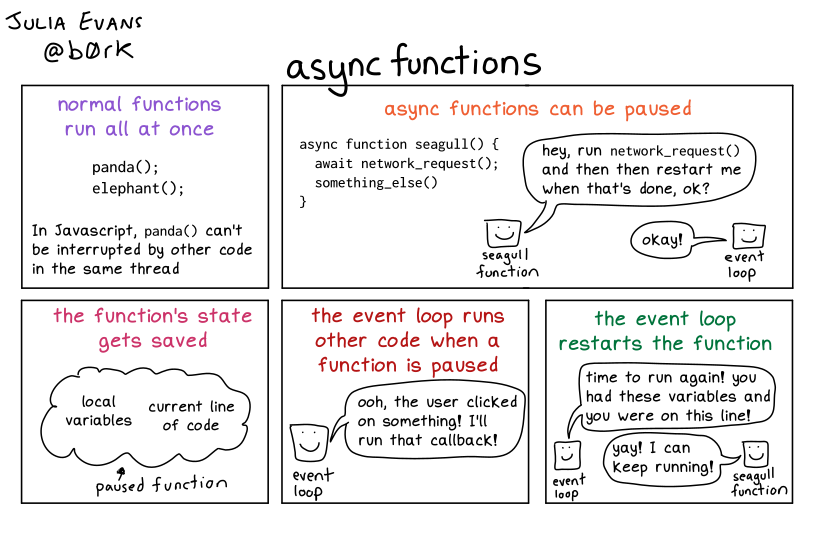 JULIA EVANS
@b0rk
async functions
normal functions
run all at once
panda();
elephant();
In Javascript, panda() can't
be interrupted by other code
in the same thread
async functions can be paused
async function seagull() {
await network_request();
something_else()
}
hey, run network_request()
and then then restart me
when that's done, ok?
seagull
function
okay!
event
loop
the function's state
gets saved
local
variables
current line
of code
paused function
the event loop runs
other code when a
function is paused
ooh, the user clicked
on something! I'll
run that callback!
event
loop
the event loop
restarts the function
time to run again! you
had these variables and
you were on this line!
event
loop
yay! I can
keep running!
seagull
function